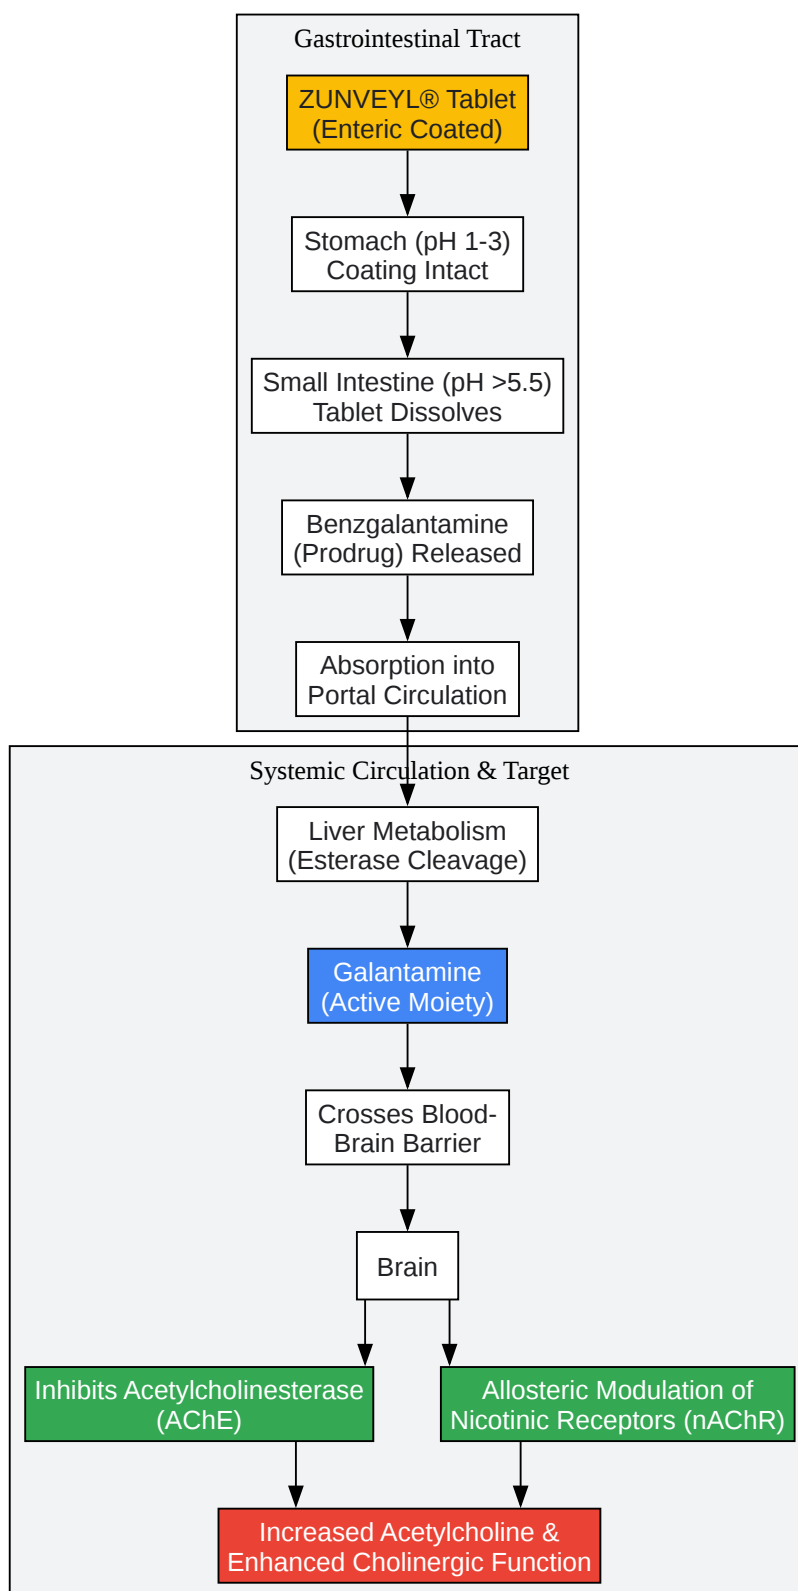 Gastrointestinal Tract
ZUNVEYL® Tablet
(Enteric Coated)
Stomach (pH 1-3)
Coating Intact
Small Intestine (pH >5.5)
Tablet Dissolves
Benzgalantamine
(Prodrug) Released
Absorption into
Portal Circulation
Systemic Circulation & Target
Liver Metabolism
(Esterase Cleavage)
Galantamine
(Active Moiety)
Crosses Blood-
Brain Barrier
Brain
Inhibits Acetylcholinesterase
(AChE)
Allosteric Modulation of
Nicotinic Receptors (nAChR)
Increased Acetylcholine &
Enhanced Cholinergic Function